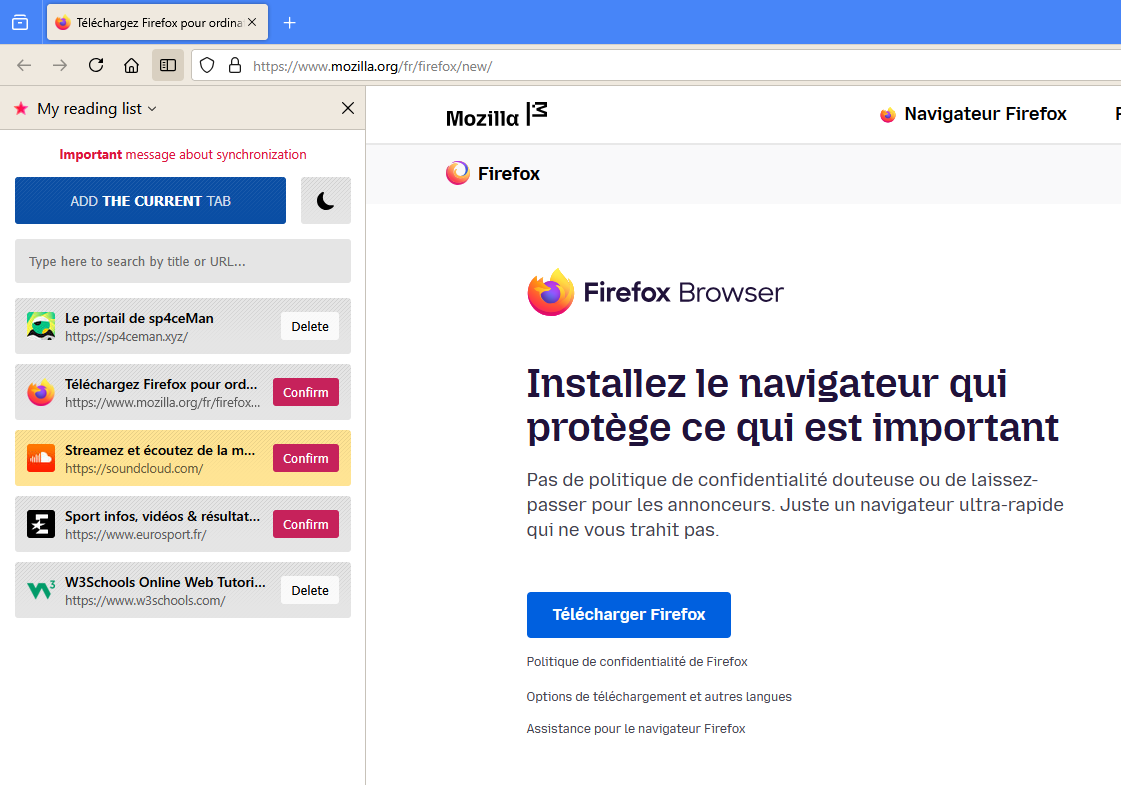 Téléchargez Firefox pour ordina
https://www.mozilla.org/fr/firefox/new/
My reading list
Important message about synchronization
ADD THE CURRENT TAB
Type here to search by title or URL...
Le portail de sp4ceMan
https://sp4ceman.xyz/
Delete
Téléchargez Firefox pour ord...
https://www.mozilla.org/fr/firefox...
Confirm
Streamez et écoutez de la m...
https://soundcloud.com/
Confirm
Sport infos, vidéos & résultat...
https://www.eurosport.fr/
Confirm
W3Schools Online Web Tutori...
https://www.w3schools.com/
Delete
Mozilla
Navigateur Firefox
Firefox
Firefox Browser
Installez le navigateur qui
protège ce qui est important
Pas de politique de confidentialité douteuse ou de laissez-
passer pour les annonceurs. Juste un navigateur ultra-rapide
qui ne vous trahit pas.
Télécharger Firefox
Politique de confidentialité de Firefox
Options de téléchargement et autres langues
Assistance pour le navigateur Firefox